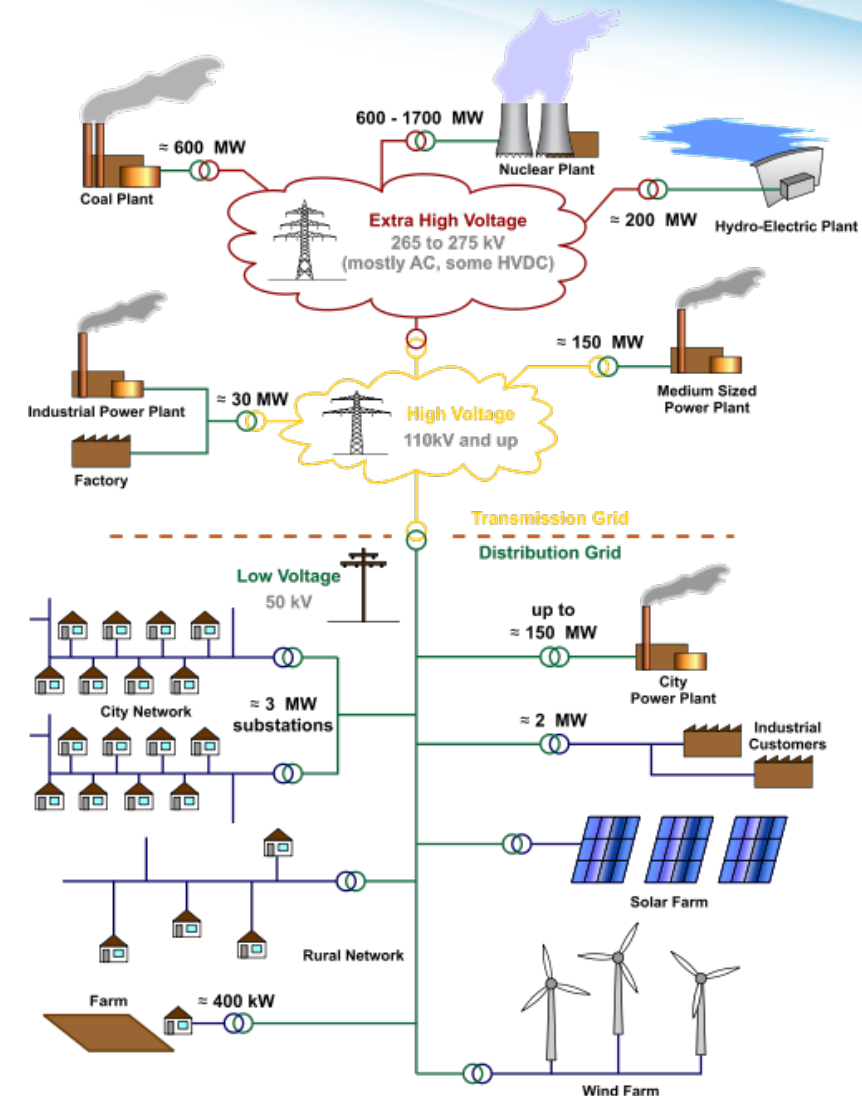 600 - 1700  MW
≈ 600  MW
Nuclear Plant
Coal Plant
≈ 200  MW
Hydro-Electric Plant
Extra High Voltage
265 to 275 kV
(mostly AC, some HVDC)
≈ 150  MW
Medium Sized
Power Plant
≈ 30 MW
Industrial Power Plant
Factory
High Voltage
110kV and up
Transmission Grid
Distribution Grid
Low Voltage
50 kV
up to
≈ 150  MW
City
Power Plant
City Network
≈ 3  MW
substations
≈ 2  MW
Industrial
Customers
Solar Farm
Rural Network
Farm
≈ 400 kW
Wind Farm